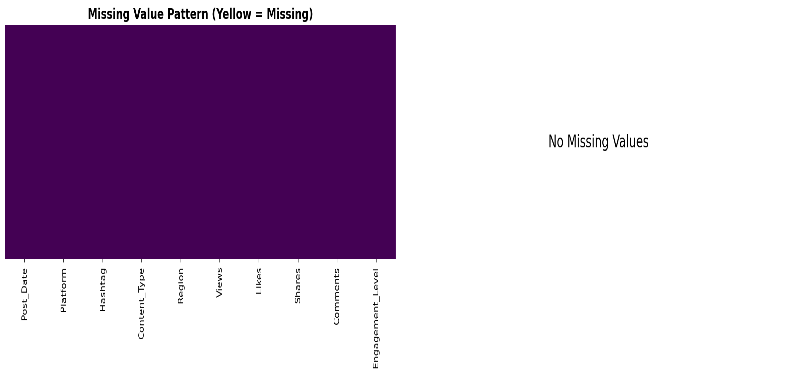 Missing Value Pattern (Yellow = Missing)
No Missing Values
Post_Date
Platform
Hashtag
Content_Type
Region
Views
Likes
Shares
Comments
Engagement_Level